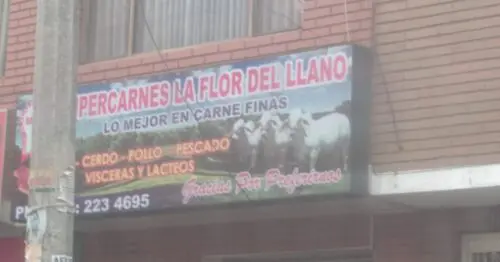 PERCARNES LA FLOR DEL LLANO
LO MEJOR EN CARNE FINAS
- CERDO - POLLO - PESCADO
VISCERAS Y LACTEOS
Gracias Por Preferirnos
223 4695